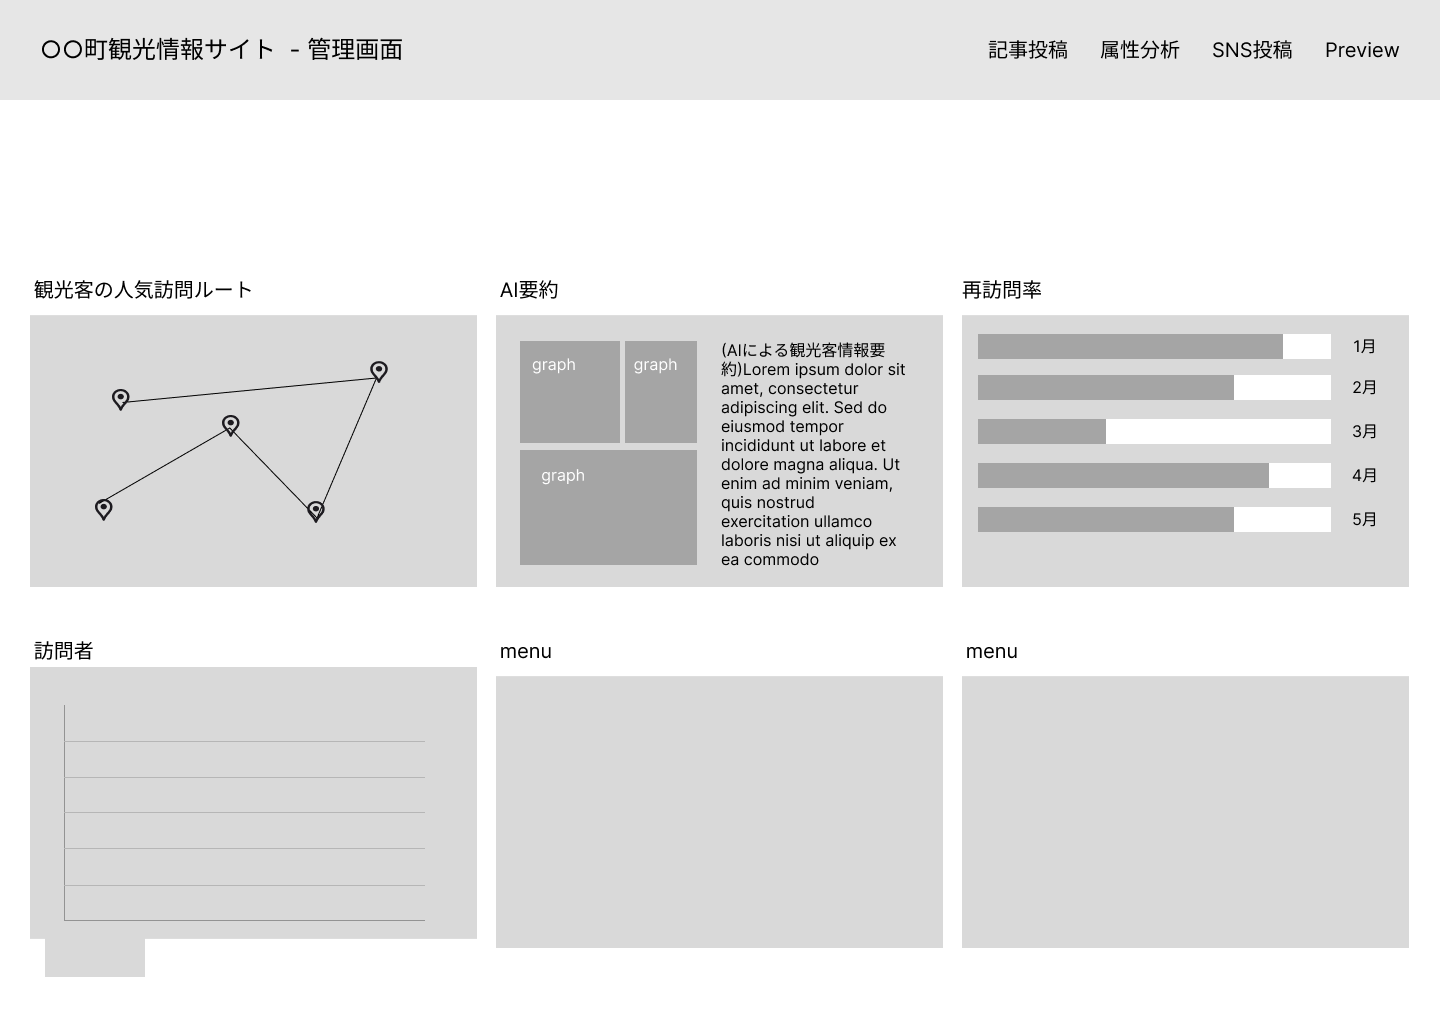 〇〇町観光情報サイト - 管理画面
記事投稿 属性分析 SNS投稿 Preview
観光客の人気訪問ルート
AI要約
graph graph
graph
(AIによる観光客情報要
約)Lorem ipsum dolor sit
amet, consectetur
adipiscing elit. Sed do
eiusmod tempor
incididunt ut labore et
dolore magna aliqua. Ut
enim ad minim veniam,
quis nostrud
exercitation ullamco
laboris nisi ut aliquip ex
ea commodo
再訪問率
1月
2月
3月
4月
5月
訪問者
menu
menu